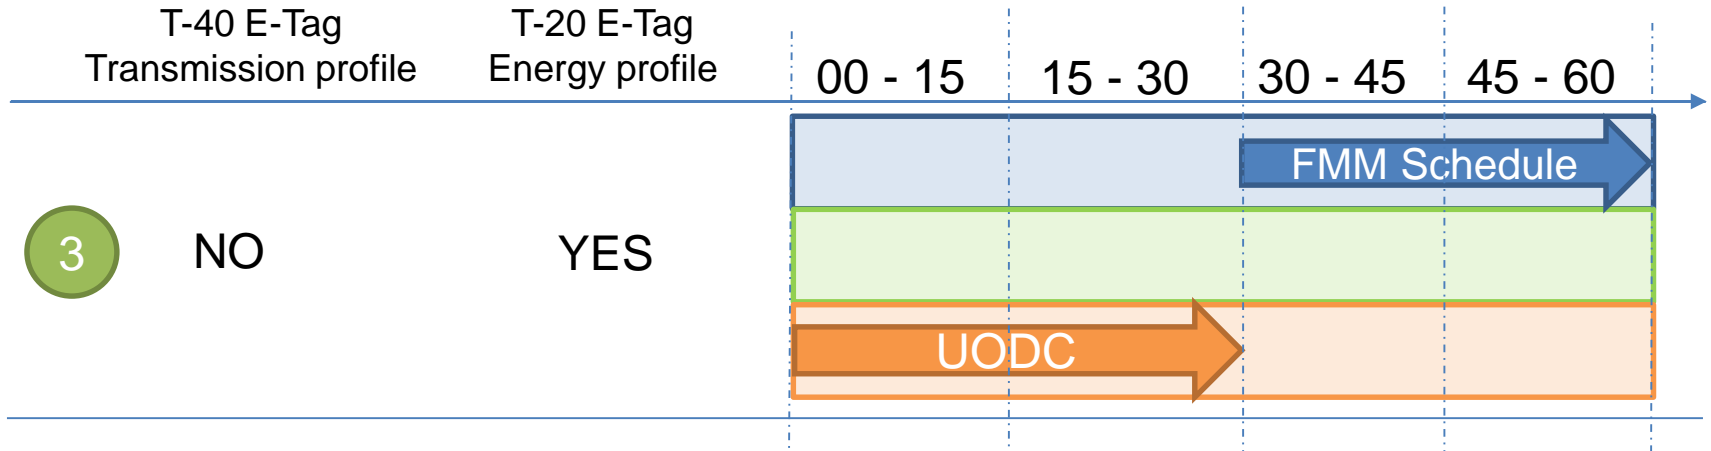 T-40 E-Tag
Transmission profile
T-20 E-Tag
Energy profile
00 - 15
15 - 30
30 - 45
45 - 60
FMM Schedule
3
NO
YES
UODC